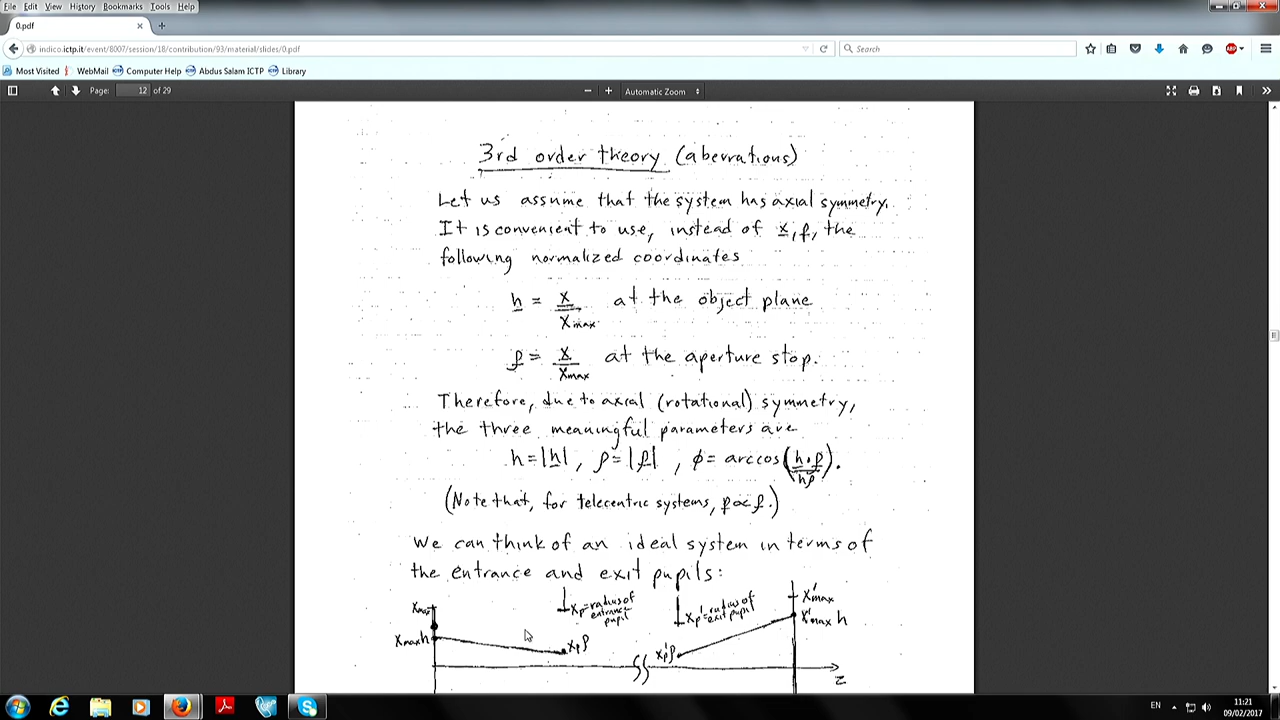 File Edit View History Bookmarks Tools Help
0.pdf
indico.ictp.it/event/8007/session/18/contribution/93/material/slides/0.pdf
Search
Most Visited WebMail Computer Help Abdus Salam ICTP Library
Page: 12 of 29
Automatic Zoom
3rd order theory (aberrations)
Let us assume that the system has axial symmetry.
It is convenient to use, instead of x, p, the
following normalized coordinates
h = x / xmax at the object plane
ρ = x / xmax at the aperture stop.
Therefore, due to axial (rotational) symmetry,
the three meaningful parameters are
h = |h|, ρ = |ρ|, φ = arccos(h · ρ / hρ).
(Note that, for telecentric systems, p ∝ ρ.)
We can think of an ideal system in terms of
the entrance and exit pupils:
xmax
xp = radius of entrance pupil
xp' = radius of exit pupil
x'max
x'max h
xmax h
xp ρ
xp' ρ
z
EN
11:21
09/02/2017